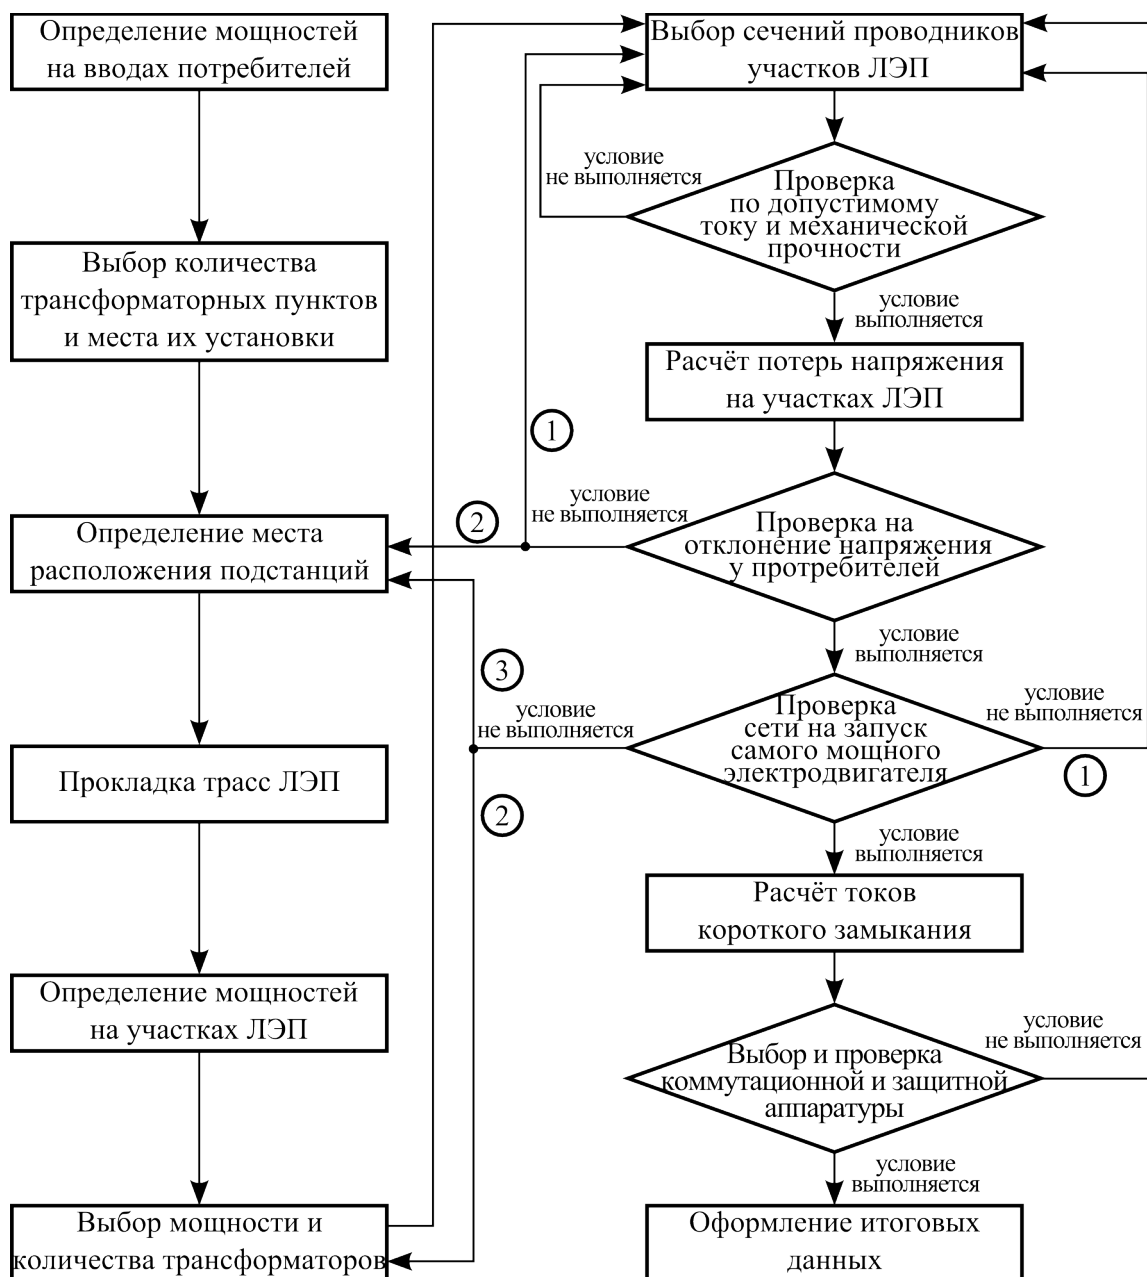 Определение мощностей
на вводах потребителей
Выбор количества
трансформаторных пунктов
и места их установки
Определение места
расположения подстанций
Прокладка трасс ЛЭП
Определение мощностей
на участках ЛЭП
Выбор мощности и
количества трансформаторов
Выбор сечений проводников
участков ЛЭП
условие
не выполняется
Проверка
по допустимому
току и механической
прочности
условие
выполняется
Расчёт потерь напряжения
на участках ЛЭП
1
2
условие
не выполняется
Проверка на
отклонение напряжения
у протребителей
условие
выполняется
3
условие
не выполняется
Проверка
сети на запуск
самого мощного
электродвигателя
условие
не выполняется
1
2
условие
выполняется
Расчёт токов
короткого замыкания
Выбор и проверка
коммутационной и защитной
аппаратуры
условие
не выполняется
условие
выполняется
Оформление итоговых
данных